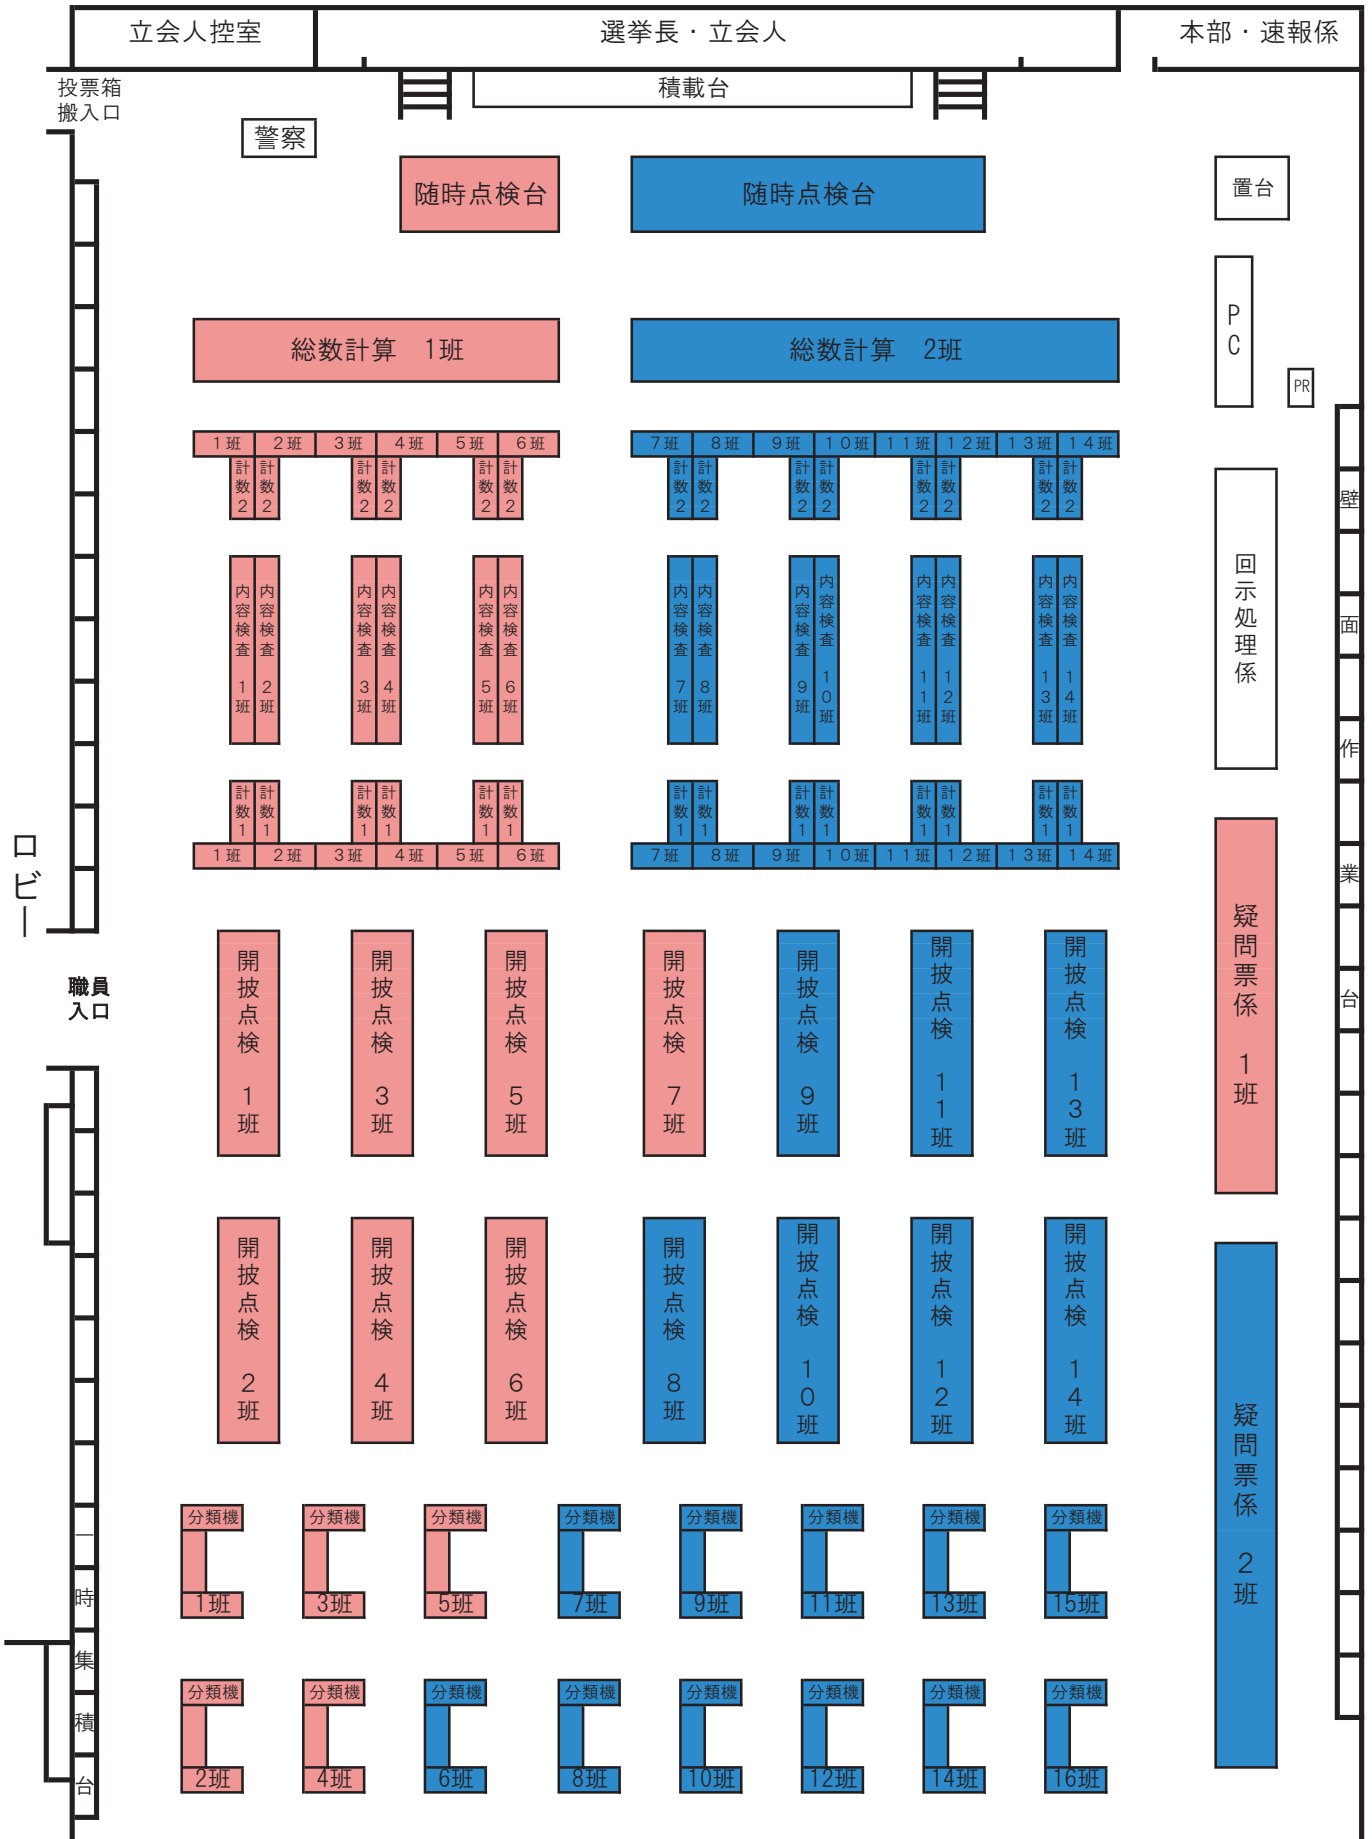 立会人控室
選挙長・立会人
本部・速報係
投票箱
搬入口
積載台
警察
随時点検台
随時点検台
置台
総数計算　1班
総数計算　2班
PC
PR
1班 2班 3班 4班 5班 6班
7班 8班 9班 10班 11班 12班 13班 14班
計数2 計数2 計数2 計数2 計数2 計数2
計数2 計数2 計数2 計数2 計数2 計数2 計数2 計数2
内容検査　1班
内容検査　2班
内容検査　3班
内容検査　4班
内容検査　5班
内容検査　6班
内容検査　7班
内容検査　8班
内容検査　9班
内容検査　10班
内容検査　11班
内容検査　12班
内容検査　13班
内容検査　14班
回示処理係
壁面作業台
計数1 計数1 計数1 計数1 計数1 計数1
計数1 計数1 計数1 計数1 計数1 計数1 計数1 計数1
1班 2班 3班 4班 5班 6班
7班 8班 9班 10班 11班 12班 13班 14班
ロビー
職員
入口
開披点検　1班
開披点検　3班
開披点検　5班
開披点検　7班
開披点検　9班
開披点検　11班
開披点検　13班
疑問票係　1班
開披点検　2班
開披点検　4班
開披点検　6班
開披点検　8班
開披点検　10班
開披点検　12班
開披点検　14班
疑問票係　2班
分類機 分類機 分類機 分類機 分類機 分類機 分類機 分類機
1班 3班 5班 7班 9班 11班 13班 15班
一時集積台
分類機 分類機 分類機 分類機 分類機 分類機 分類機 分類機
2班 4班 6班 8班 10班 12班 14班 16班